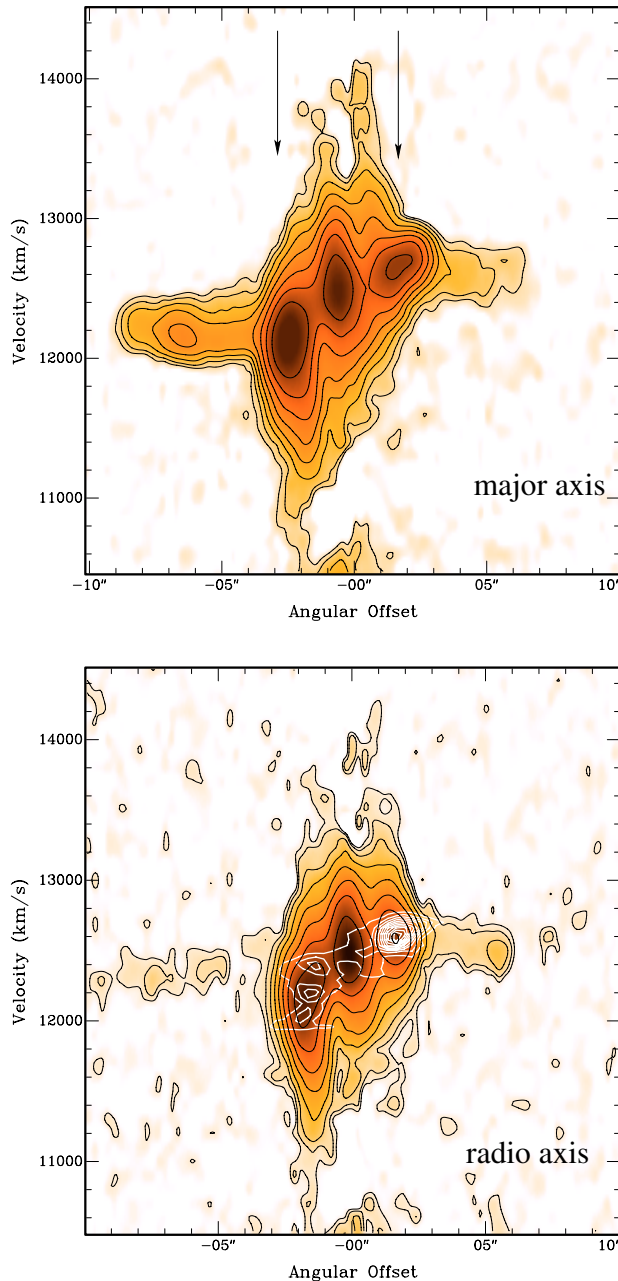 14000
13000
12000
11000
Velocity (km/s)
major axis
−10″ −05″ −00″ 05″ 10″
Angular Offset
14000
13000
12000
11000
Velocity (km/s)
radio axis
−05″ −00″ 05″ 10″
Angular Offset